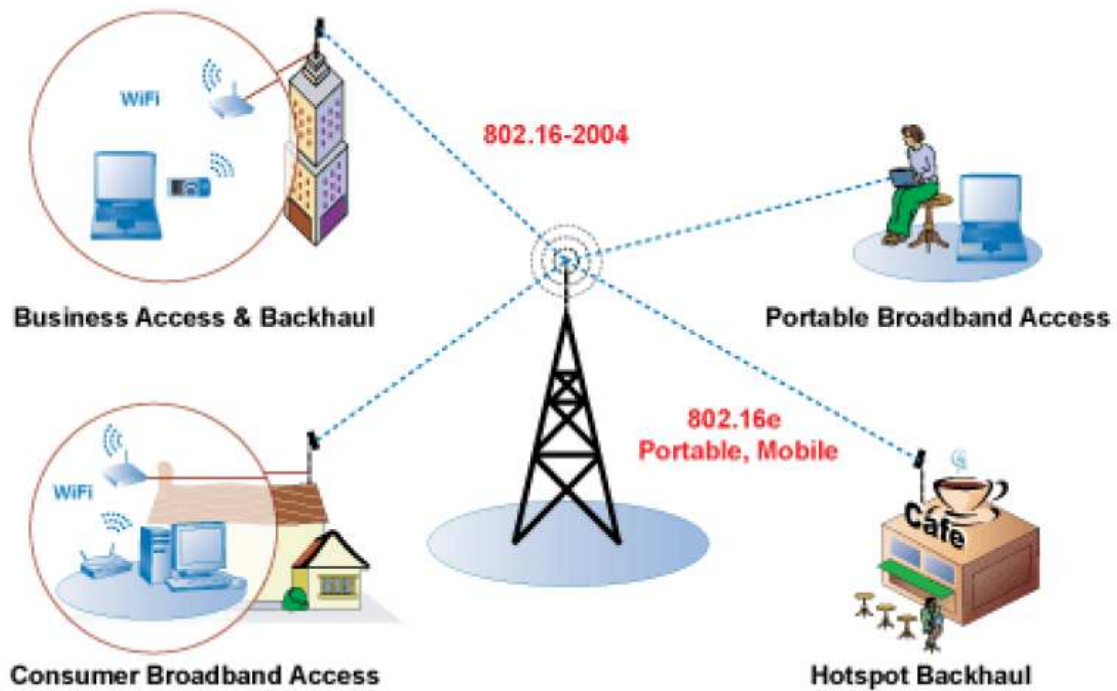 WiFi
802.16-2004
Business Access & Backhaul
Portable Broadband Access
802.16e
Portable, Mobile
WiFi
Cafe
Consumer Broadband Access
Hotspot Backhaul